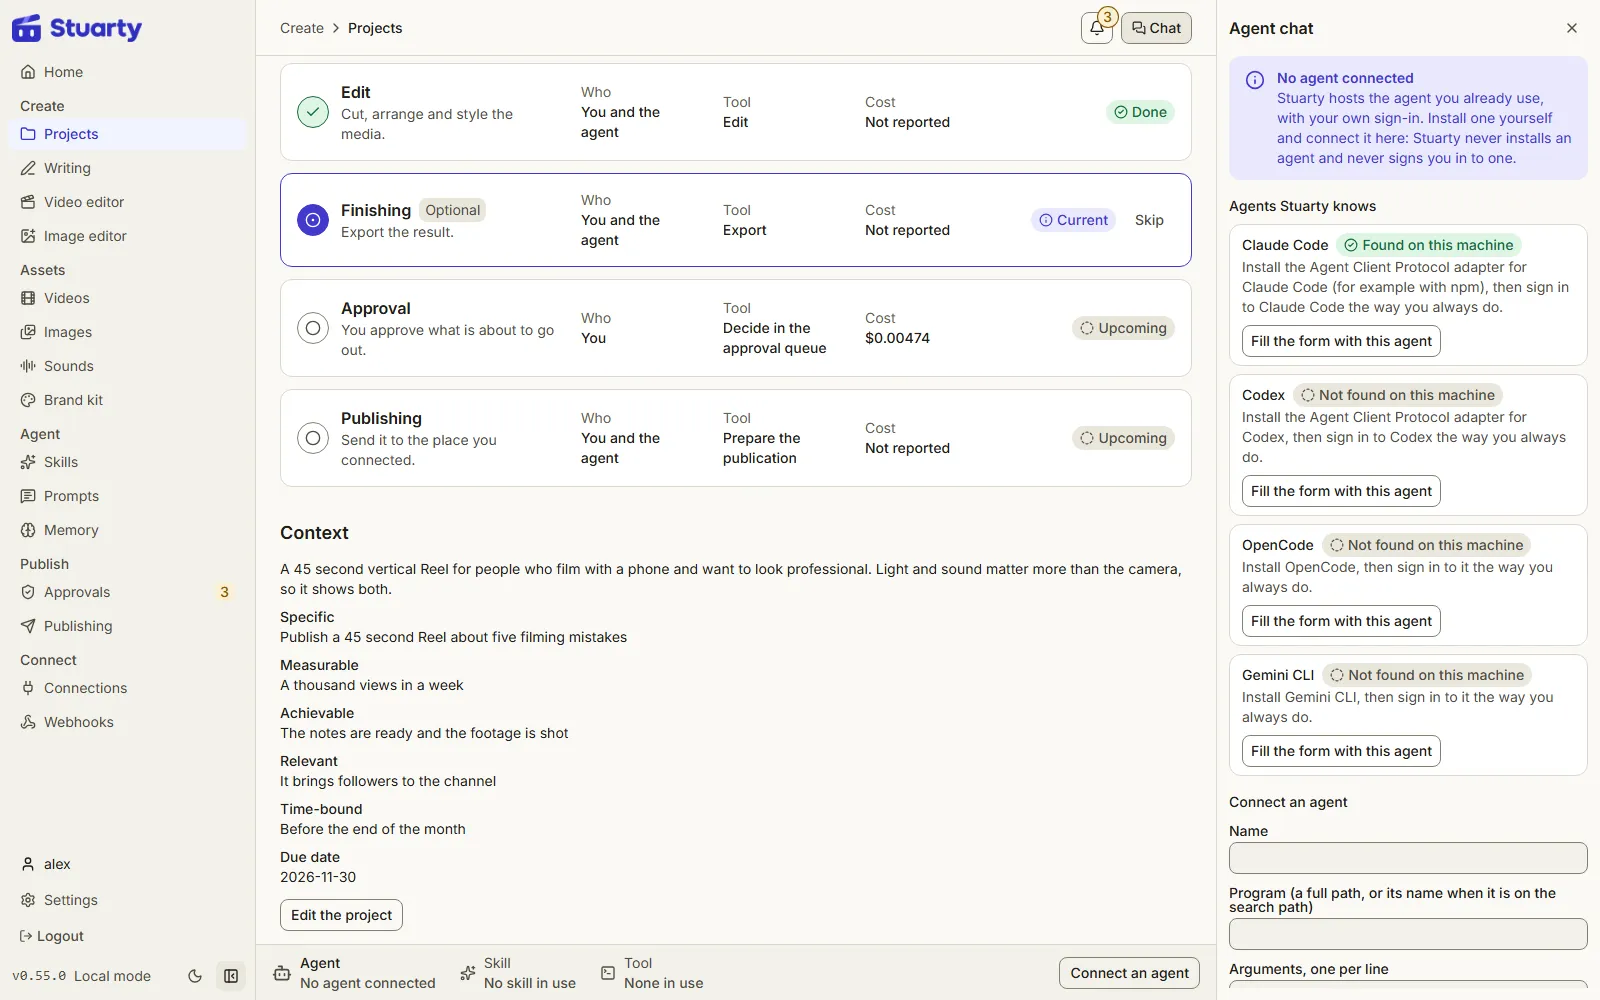 Stuarty
Home
Create
Projects
Writing
Video editor
Image editor
Assets
Videos
Images
Sounds
Brand kit
Agent
Skills
Prompts
Memory
Publish
Approvals
3
Publishing
Connect
Connections
Webhooks
alex
Settings
Logout
v0.55.0 Local mode
Create > Projects
3
Chat
Edit
Cut, arrange and style the
media.
Who
You and the
agent
Tool
Edit
Cost
Not reported
Done
Finishing Optional
Export the result.
Who
You and the
agent
Tool
Export
Cost
Not reported
Current
Skip
Approval
You approve what is about to go
out.
Who
You
Tool
Decide in the
approval queue
Cost
$0.00474
Upcoming
Publishing
Send it to the place you
connected.
Who
You and the
agent
Tool
Prepare the
publication
Cost
Not reported
Upcoming
Context
A 45 second vertical Reel for people who film with a phone and want to look professional. Light and sound matter more than the camera,
so it shows both.
Specific
Publish a 45 second Reel about five filming mistakes
Measurable
A thousand views in a week
Achievable
The notes are ready and the footage is shot
Relevant
It brings followers to the channel
Time-bound
Before the end of the month
Due date
2026-11-30
Edit the project
Agent
No agent connected
Skill
No skill in use
Tool
None in use
Connect an agent
Agent chat
No agent connected
Stuarty hosts the agent you already use,
with your own sign-in. Install one yourself
and connect it here: Stuarty never installs an
agent and never signs you in to one.
Agents Stuarty knows
Claude Code Found on this machine
Install the Agent Client Protocol adapter for
Claude Code (for example with npm), then sign in
to Claude Code the way you always do.
Fill the form with this agent
Codex Not found on this machine
Install the Agent Client Protocol adapter for
Codex, then sign in to Codex the way you always
do.
Fill the form with this agent
OpenCode Not found on this machine
Install OpenCode, then sign in to it the way you
always do.
Fill the form with this agent
Gemini CLI Not found on this machine
Install Gemini CLI, then sign in to it the way you
always do.
Fill the form with this agent
Connect an agent
Name
Program (a full path, or its name when it is on the
search path)
Arguments, one per line